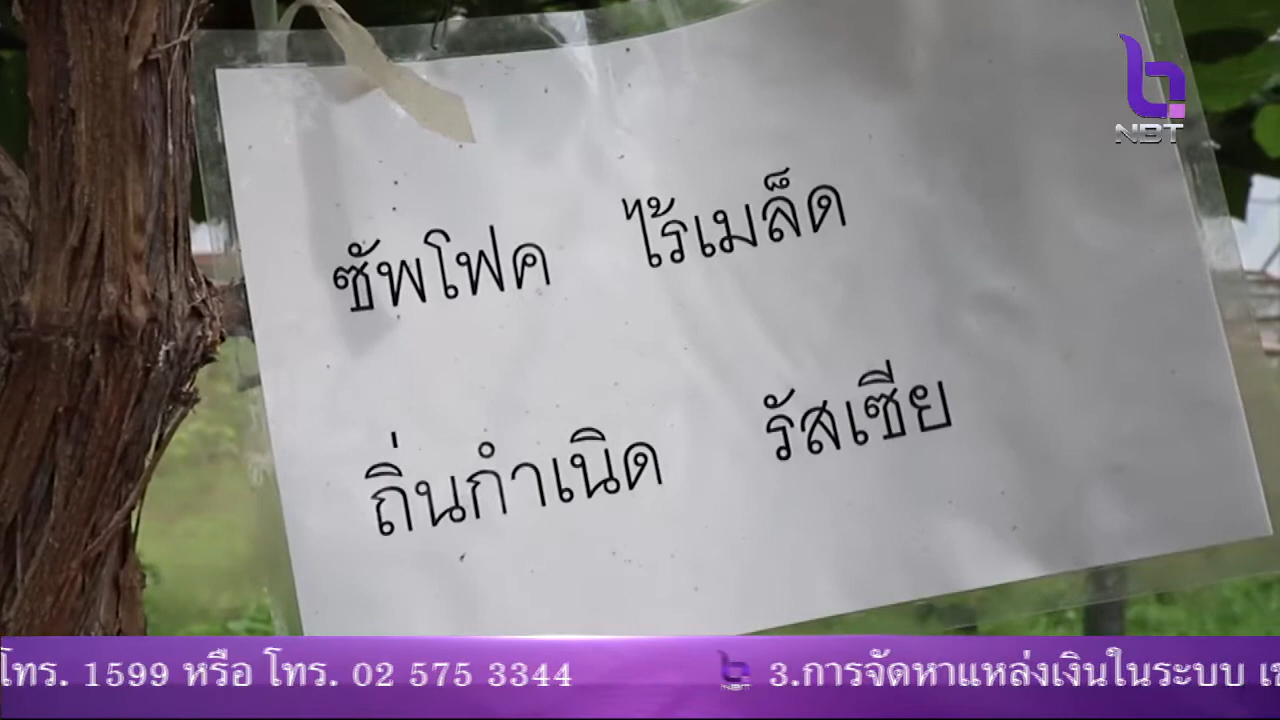 NBT
ซัพโฟค ไร้เมล็ด
ถิ่นกำเนิด รัสเซีย
โทร. 1599 หรือ โทร. 02 575 3344 NBT 3.การจัดหาแหล่งเงินในระบบ